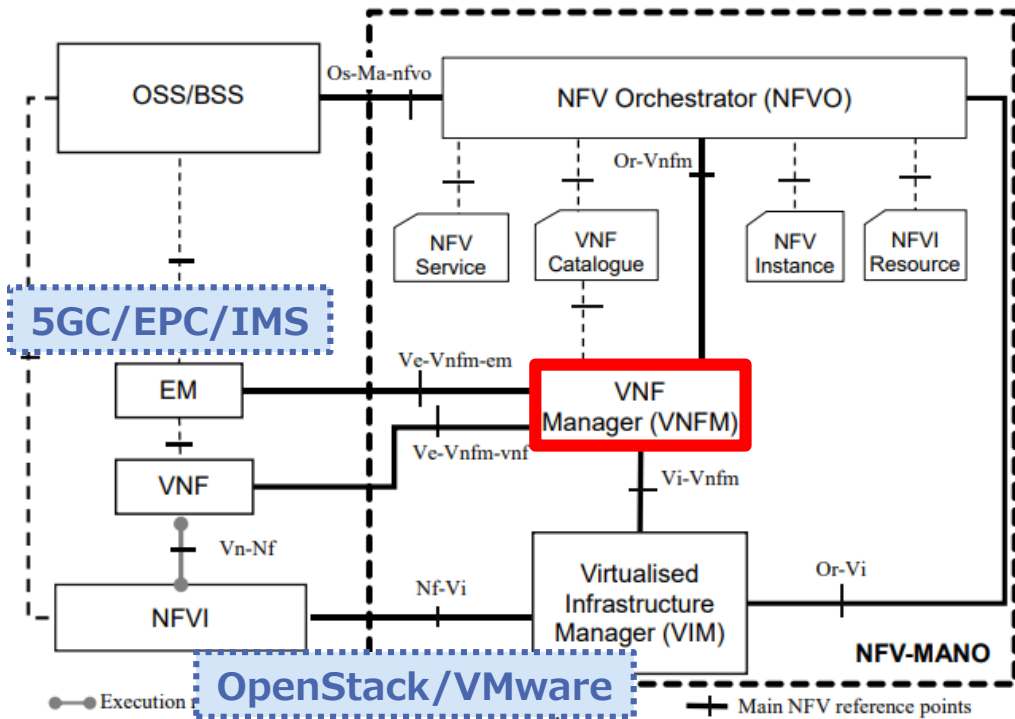 Os-Ma-nfvo
OSS/BSS
NFV Orchestrator (NFVO)
Or-Vnfm
NFV
Service
VNF
Catalogue
NFV
Instance
NFVI
Resource
5GC/EPC/IMS
Ve-Vnfm-em
EM
VNF
Manager (VNFM)
Ve-Vnfm-vnf
VNF
Vi-Vnfm
Vn-Nf
Virtualised
Infrastructure
Manager (VIM)
Or-Vi
Nf-Vi
NFVI
NFV-MANO
OpenStack/VMware
Execution
Main NFV reference points